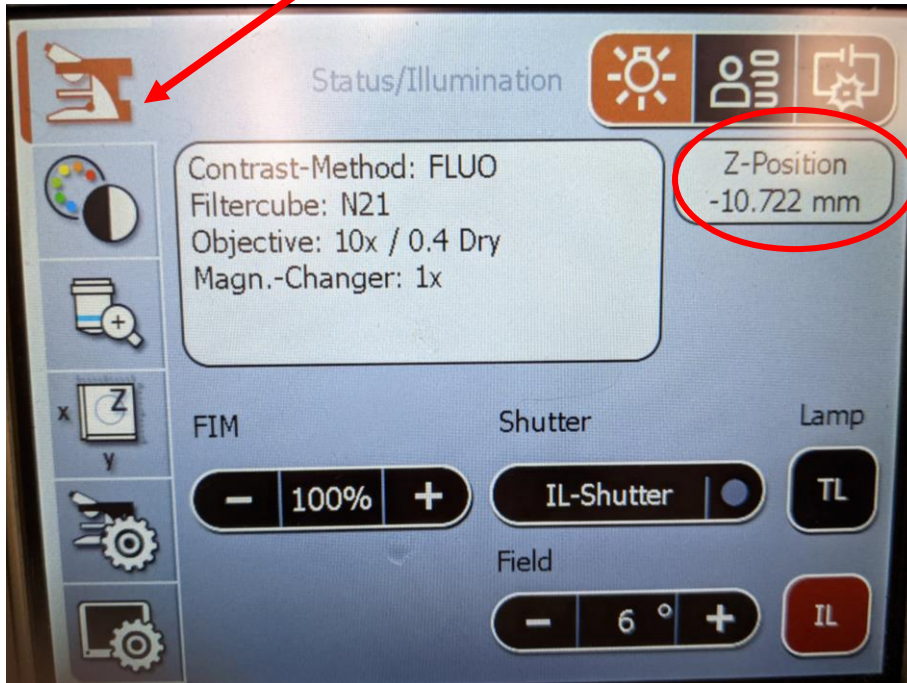 Status/Illumination
Contrast-Method: FLUO
Filtercube: N21
Objective: 10x / 0.4 Dry
Magn.-Changer: 1x
Z-Position
-10.722 mm
+
x Z
y
FIM
Shutter
Lamp
− 100% +
IL-Shutter
TL
Field
− 6 ° +
IL